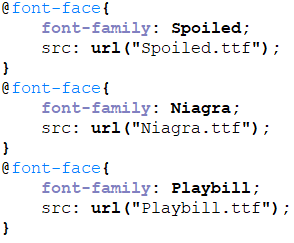 @font-face{
    font-family: Spoiled;
    src: url("Spoiled.ttf");
}
@font-face{
    font-family: Niagra;
    src: url("Niagra.ttf");
}
@font-face{
    font-family: Playbill;
    src: url("Playbill.ttf");
}